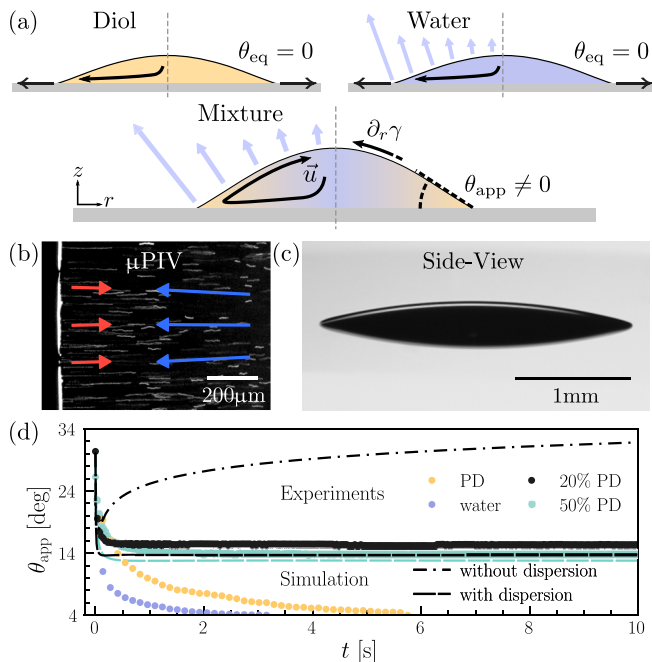 (a)
Diol
θeq = 0
Water
θeq = 0
Mixture
∂rγ
u⃗
θapp ≠ 0
z
r
(b)
μPIV
200μm
(c)
Side-View
1mm
(d)
34
24
14
4
θapp [deg]
Experiments
PD
20% PD
water
50% PD
Simulation
without dispersion
with dispersion
0
2
4
6
8
10
t [s]